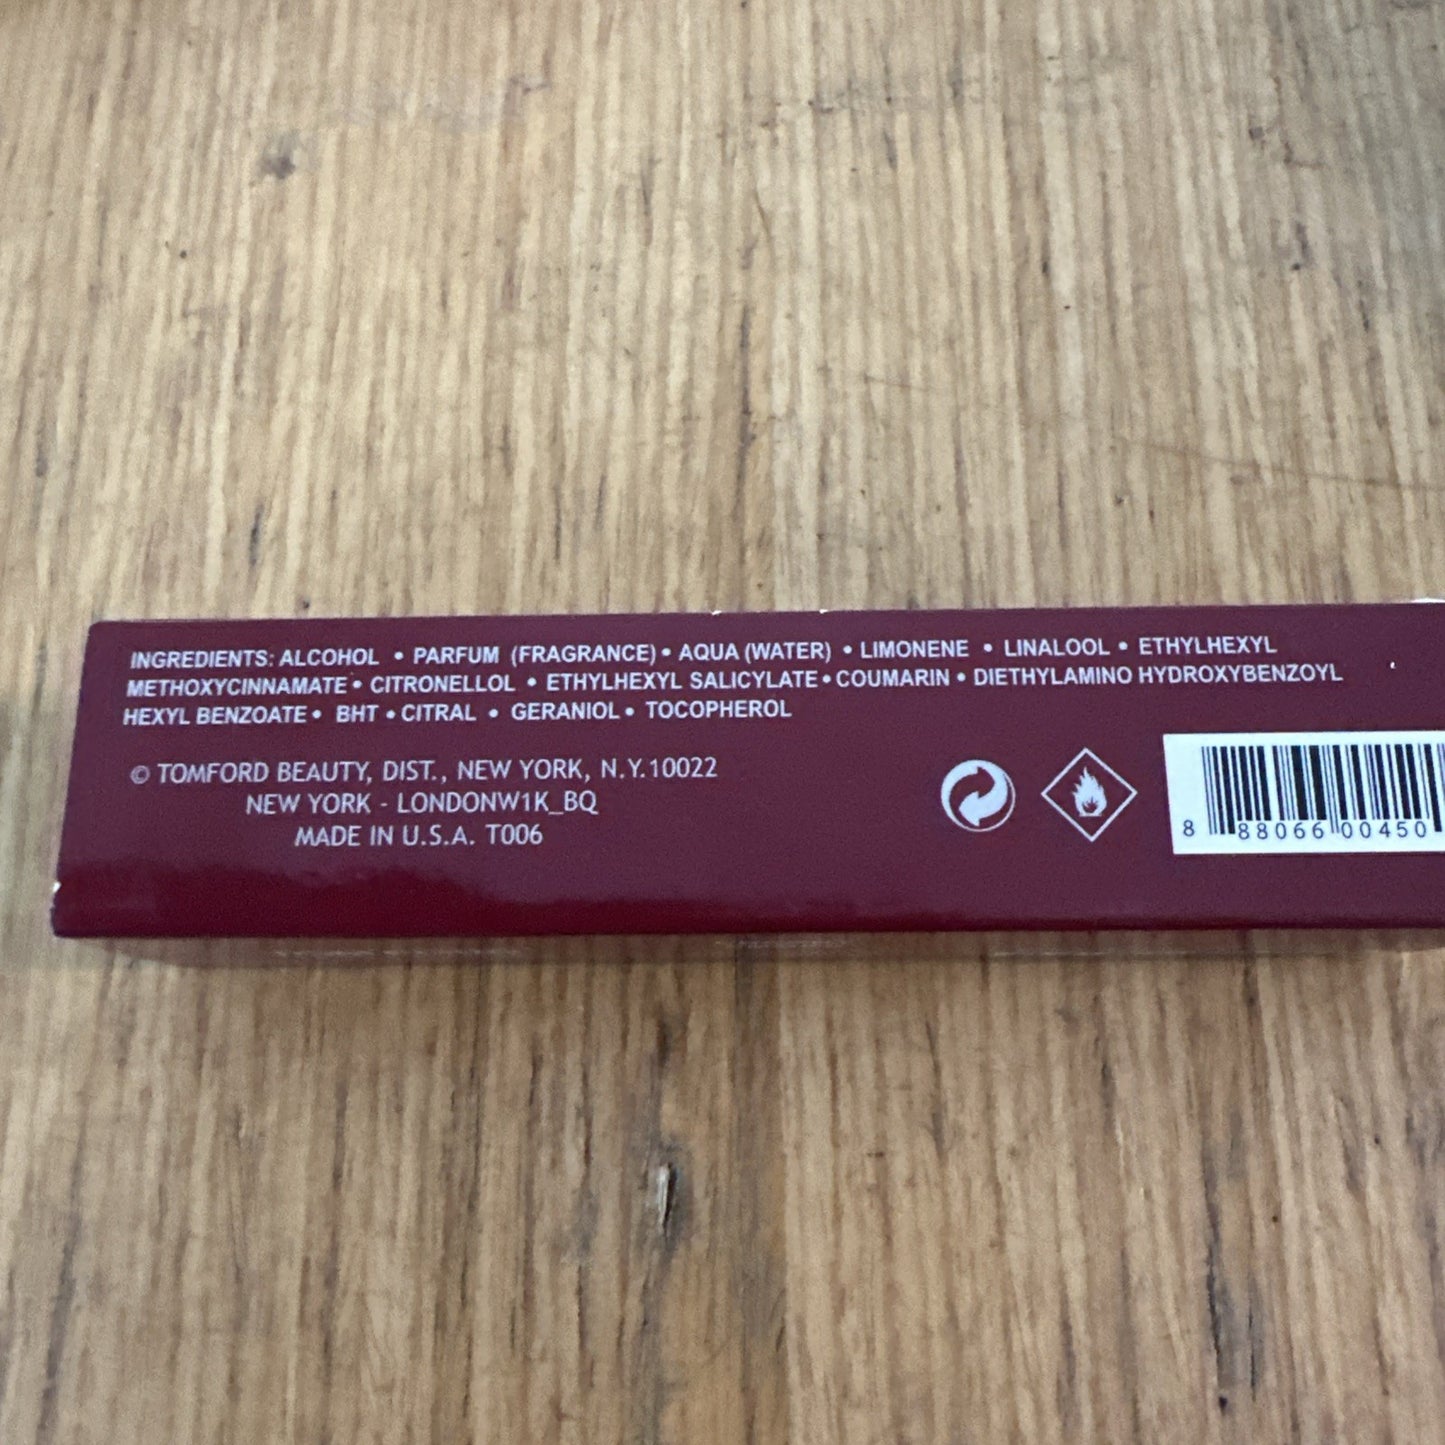 INGREDIENTS: ALCOHOL • PARFUM (FRAGRANCE) • AQUA (WATER) • LIMONENE • LINALOOL • ETHYLHEXYL
METHOXYCINNAMATE • CITRONELLOL • ETHYLHEXYL SALICYLATE • COUMARIN • DIETHYLAMINO HYDROXYBENZOYL
HEXYL BENZOATE • BHT • CITRAL • GERANIOL • TOCOPHEROL
© TOMFORD BEAUTY, DIST., NEW YORK, N.Y.10022
NEW YORK - LONDONW1K_BQ
MADE IN U.S.A. T006
8 88066 00450